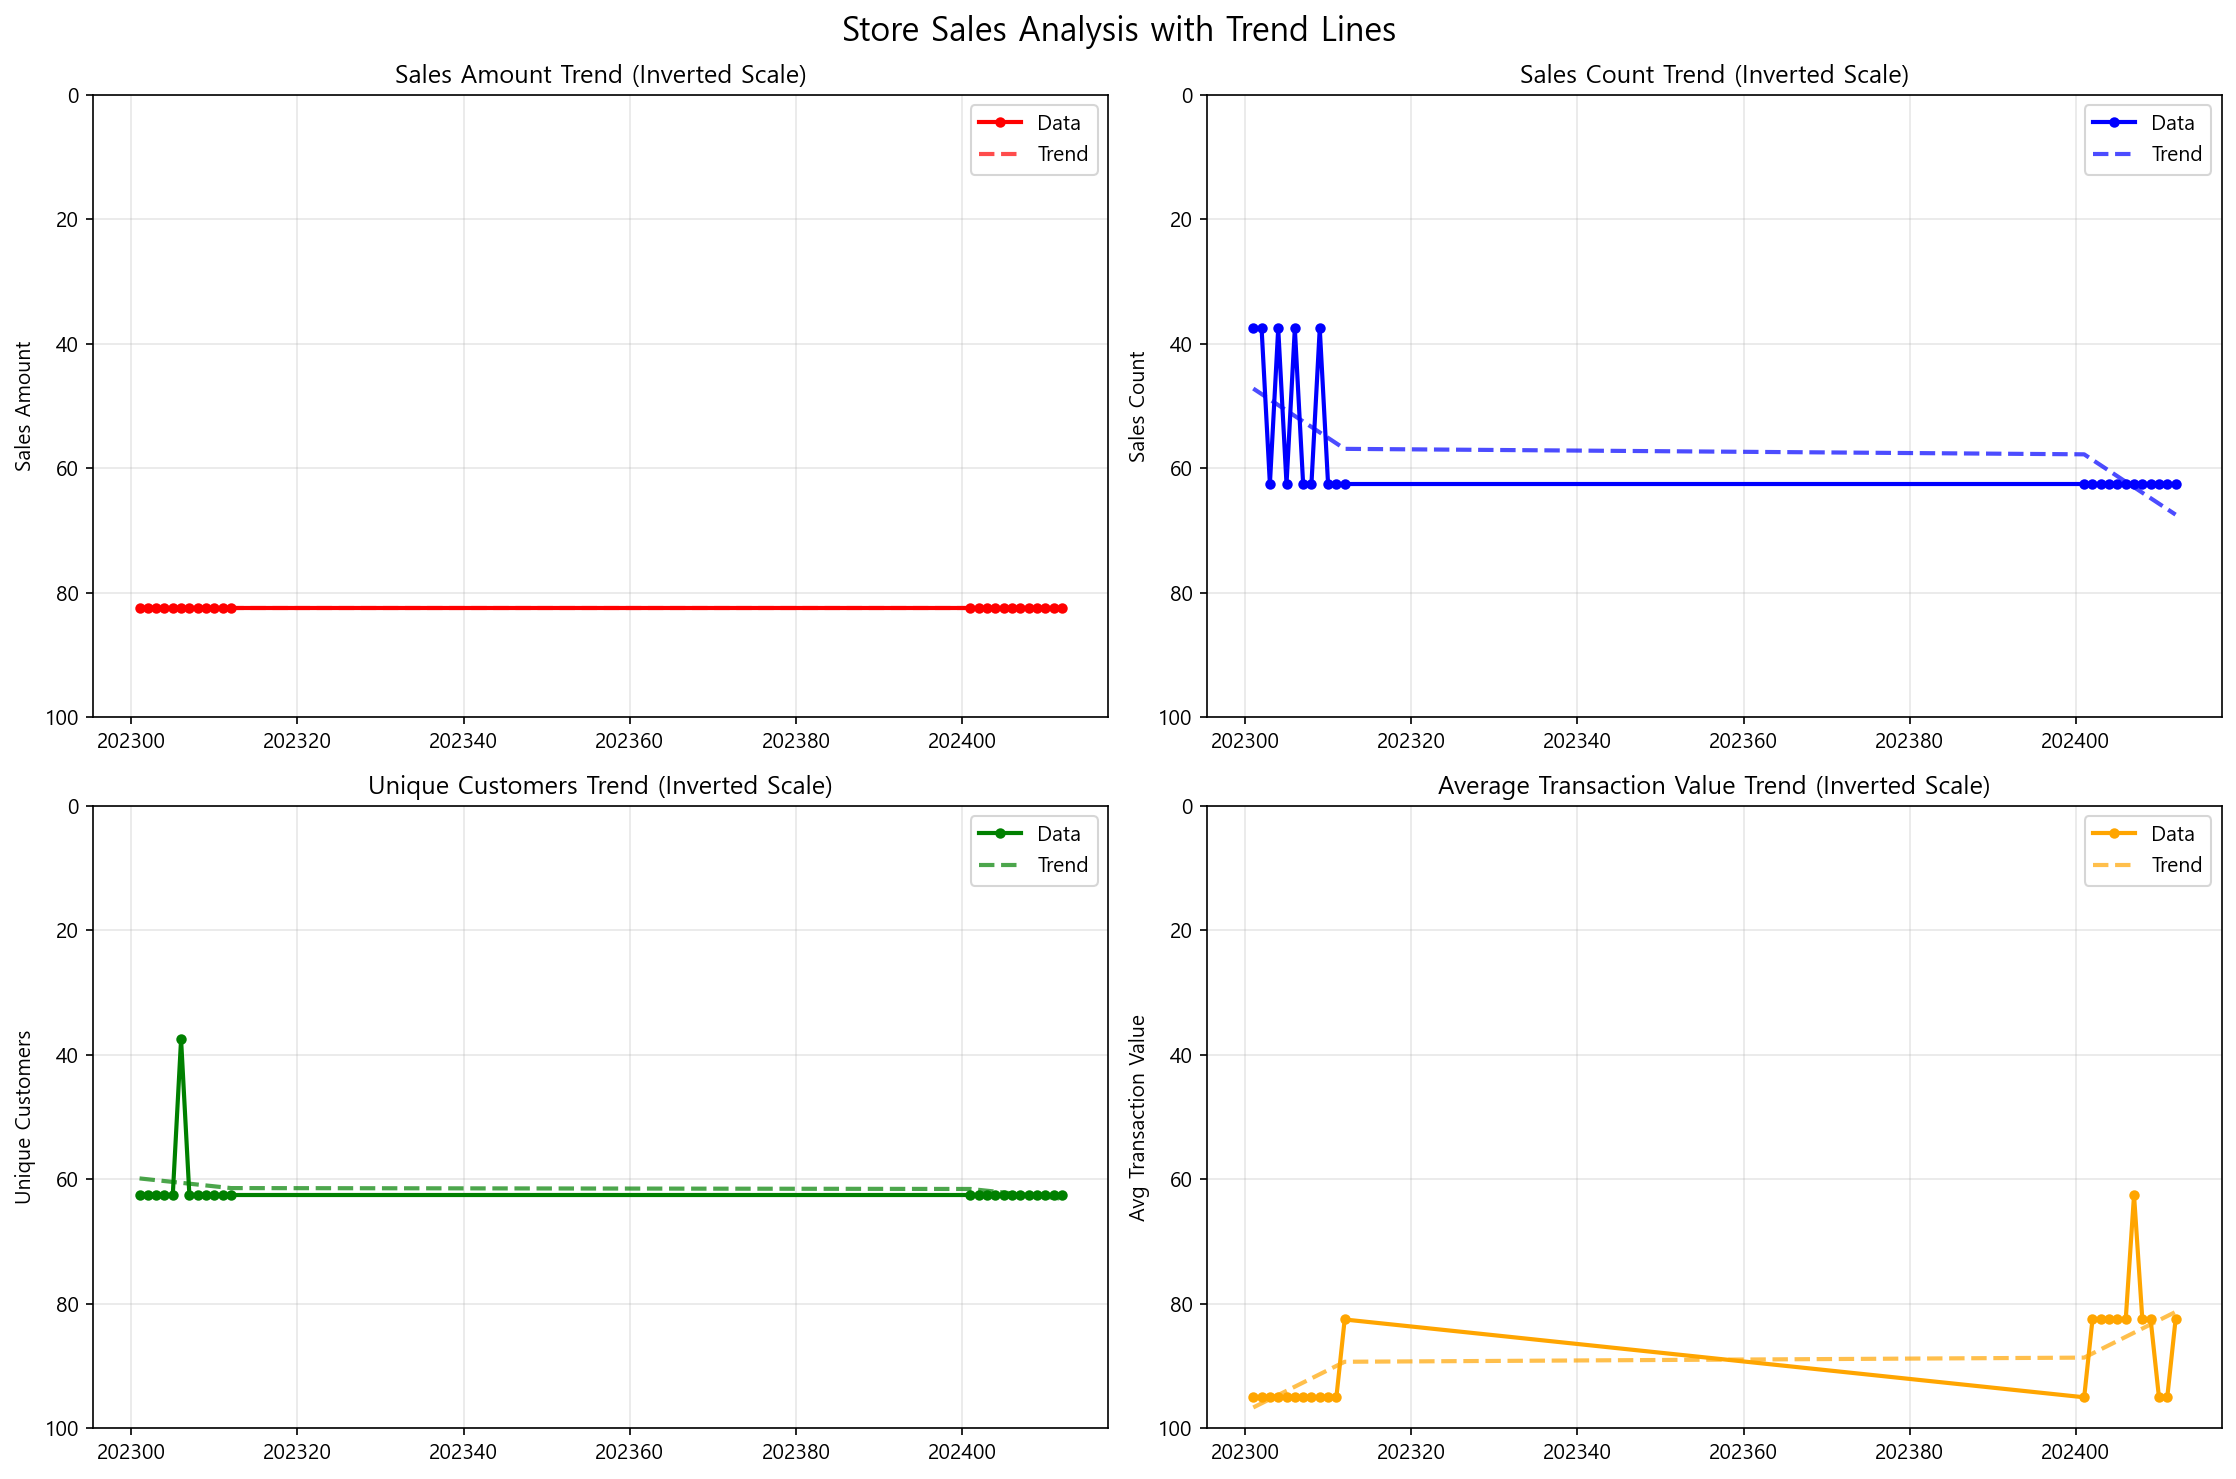 Store Sales Analysis with Trend Lines
Sales Amount Trend (Inverted Scale)
Sales Amount
0
20
40
60
80
100
202300 202320 202340 202360 202380 202400
Data
Trend
Sales Count Trend (Inverted Scale)
Sales Count
0
20
40
60
80
100
202300 202320 202340 202360 202380 202400
Data
Trend
Unique Customers Trend (Inverted Scale)
Unique Customers
0
20
40
60
80
100
202300 202320 202340 202360 202380 202400
Data
Trend
Average Transaction Value Trend (Inverted Scale)
Avg Transaction Value
0
20
40
60
80
100
202300 202320 202340 202360 202380 202400
Data
Trend